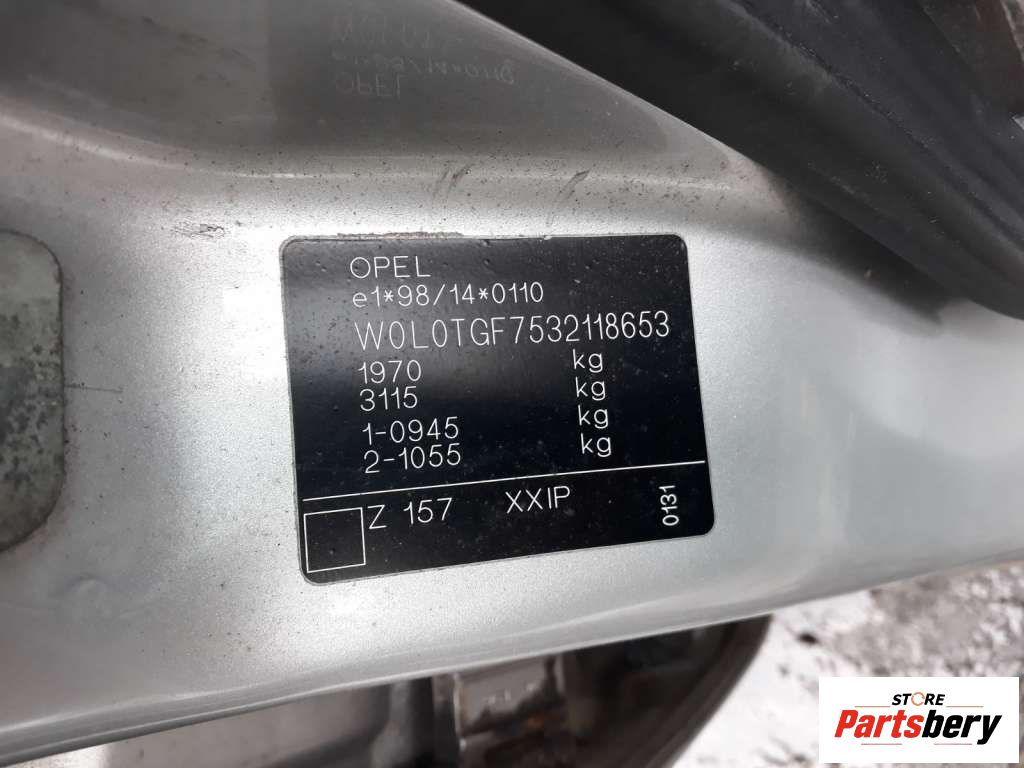 OPEL
e1*98/14*0110
W0L0TGF7532118653
1970 kg
3115 kg
1-0945 kg
2-1055 kg
Z 157 XXIP
0131
STORE
Partsbery